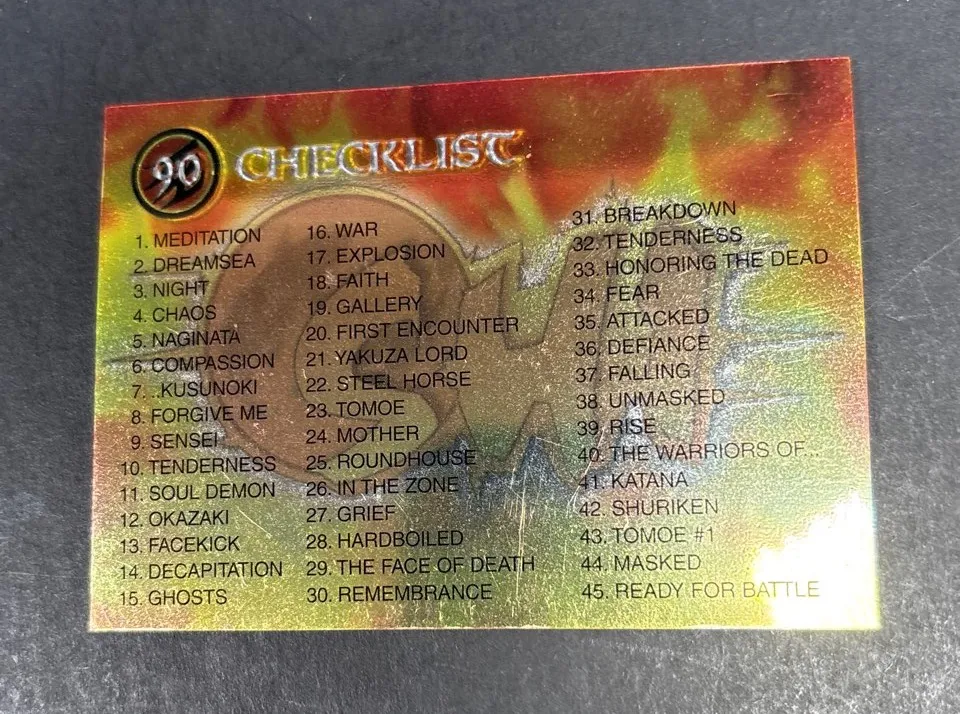 90 CHECKLIST
1. MEDITATION
2. DREAMSEA
3. NIGHT
4. CHAOS
5. NAGINATA
6. COMPASSION
7. ..KUSUNOKI
8. FORGIVE ME
9. SENSEI
10. TENDERNESS
11. SOUL DEMON
12. OKAZAKI
13. FACEKICK
14. DECAPITATION
15. GHOSTS
16. WAR
17. EXPLOSION
18. FAITH
19. GALLERY
20. FIRST ENCOUNTER
21. YAKUZA LORD
22. STEEL HORSE
23. TOMOE
24. MOTHER
25. ROUNDHOUSE
26. IN THE ZONE
27. GRIEF
28. HARDBOILED
29. THE FACE OF DEATH
30. REMEMBRANCE
31. BREAKDOWN
32. TENDERNESS
33. HONORING THE DEAD
34. FEAR
35. ATTACKED
36. DEFIANCE
37. FALLING
38. UNMASKED
39. RISE
40. THE WARRIORS OF...
41. KATANA
42. SHURIKEN
43. TOMOE #1
44. MASKED
45. READY FOR BATTLE